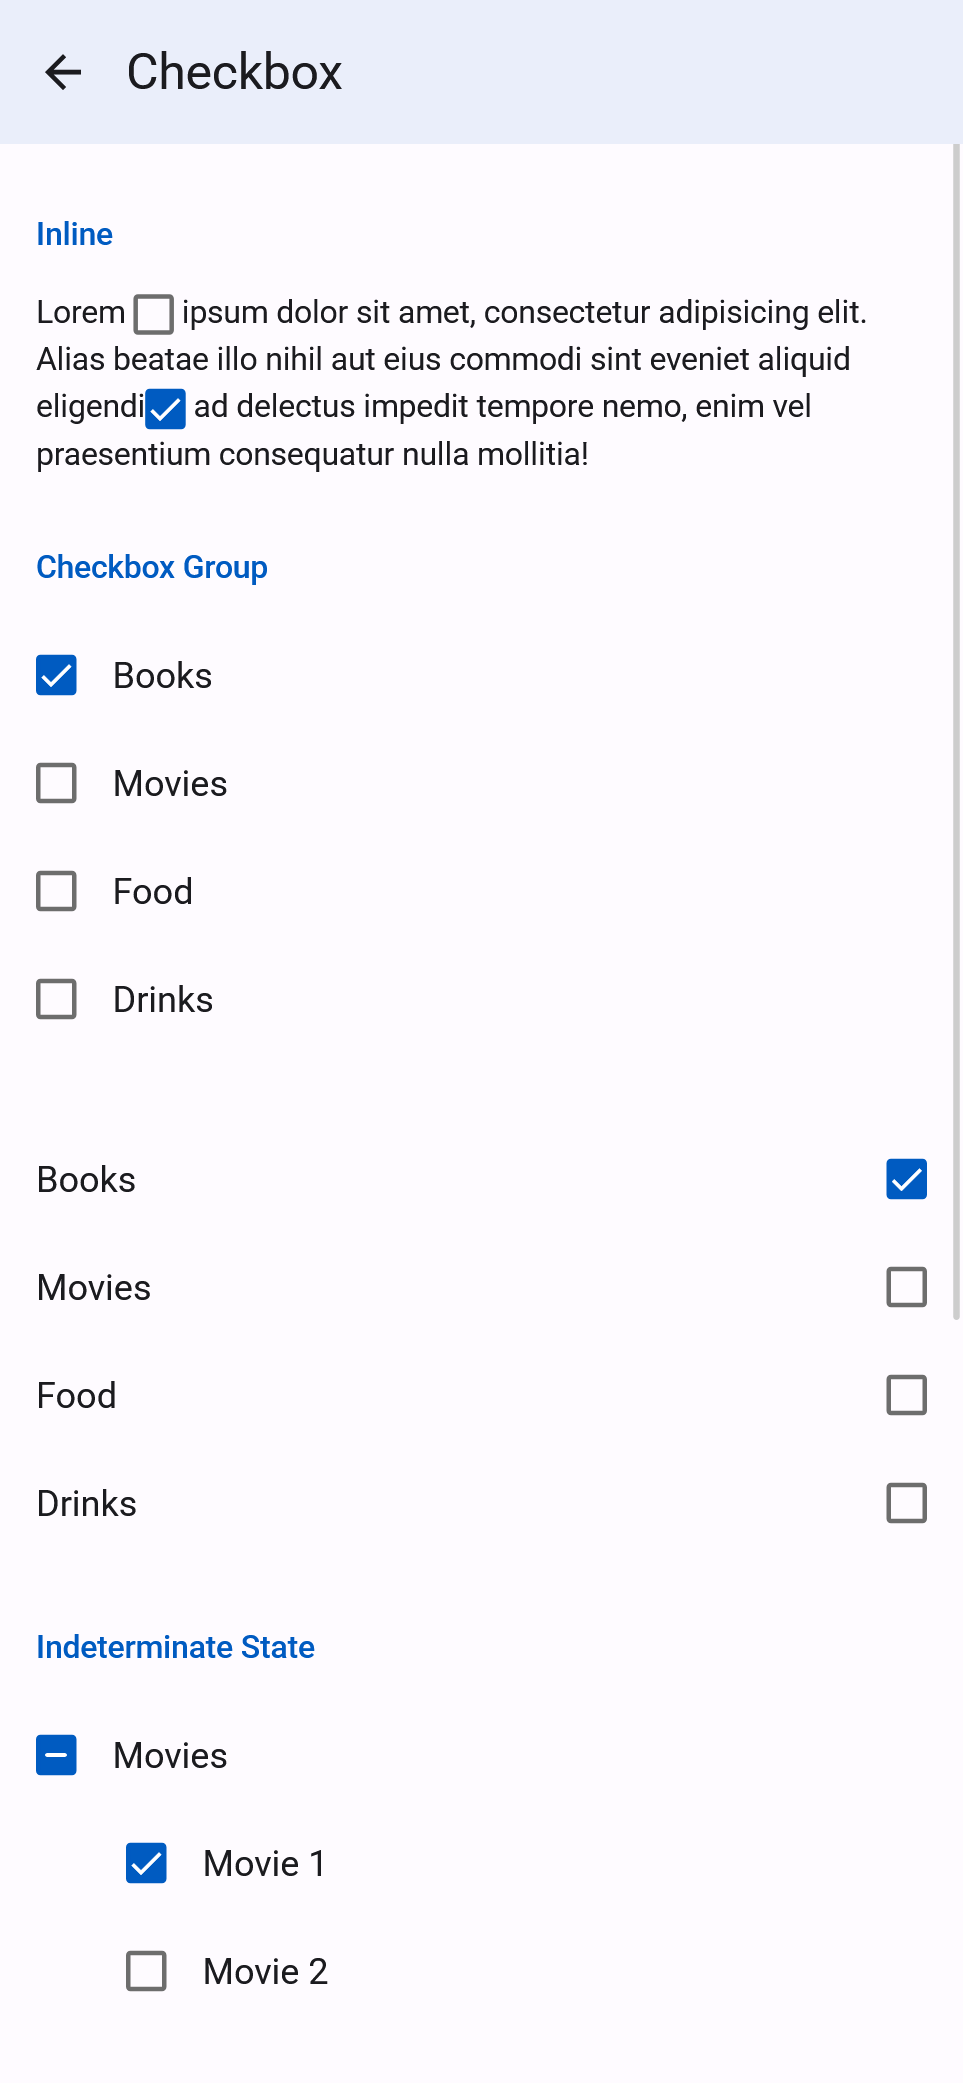 Checkbox
Inline
Lorem ipsum dolor sit amet, consectetur adipisicing elit.
Alias beatae illo nihil aut eius commodi sint eveniet aliquid
eligendi ad delectus impedit tempore nemo, enim vel
praesentium consequatur nulla mollitia!
Checkbox Group
Books
Movies
Food
Drinks
Books
Movies
Food
Drinks
Indeterminate State
Movies
Movie 1
Movie 2